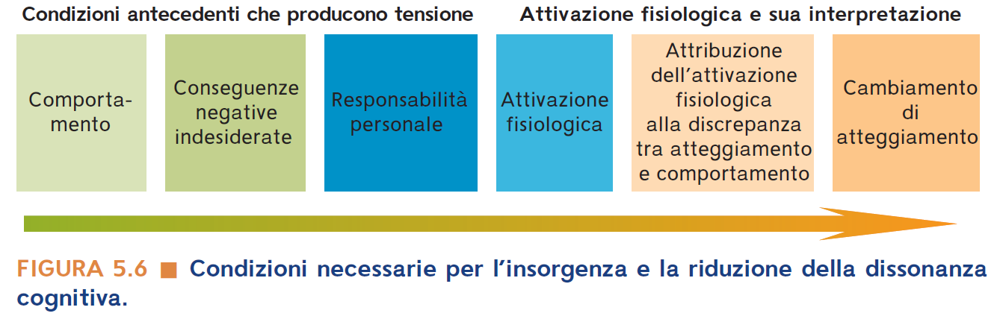 Condizioni antecedenti che producono tensione
Attivazione fisiologica e sua interpretazione
Comporta-
mento
Conseguenze
negative
indesiderate
Responsabilità
personale
Attivazione
fisiologica
Attribuzione
dell'attivazione
fisiologica
alla discrepanza
tra atteggiamento
e comportamento
Cambiamento
di
atteggiamento
FIGURA 5.6 ■ Condizioni necessarie per l'insorgenza e la riduzione della dissonanza
cognitiva.